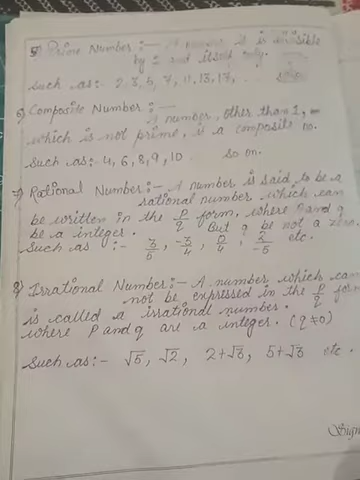 5) Prime Number :- A number it is divisible
by 1 and itself only.
such as: 2, 3, 5, 7, 11, 13, 17,
6) Composite Number :-
A number, other than 1,
which is not prime, is a composite no.
Such as :- 4, 6, 8, 9, 10 so on.
7) Rational Number :- A number is said to be a
rational number which can
be written in the P/q form, where P and q
be a integer. But q be not a zero.
Such as :- 3/5, -3/4, 0/4, 2/-5 etc.
8) Irrational Number :- A number which can
not be expressed in the P/q form
is called a irrational number.
where P and q are a integer. (q ≠ 0)
Such as :- √5, √2, 2+√3, 5+√3 etc.
Sign